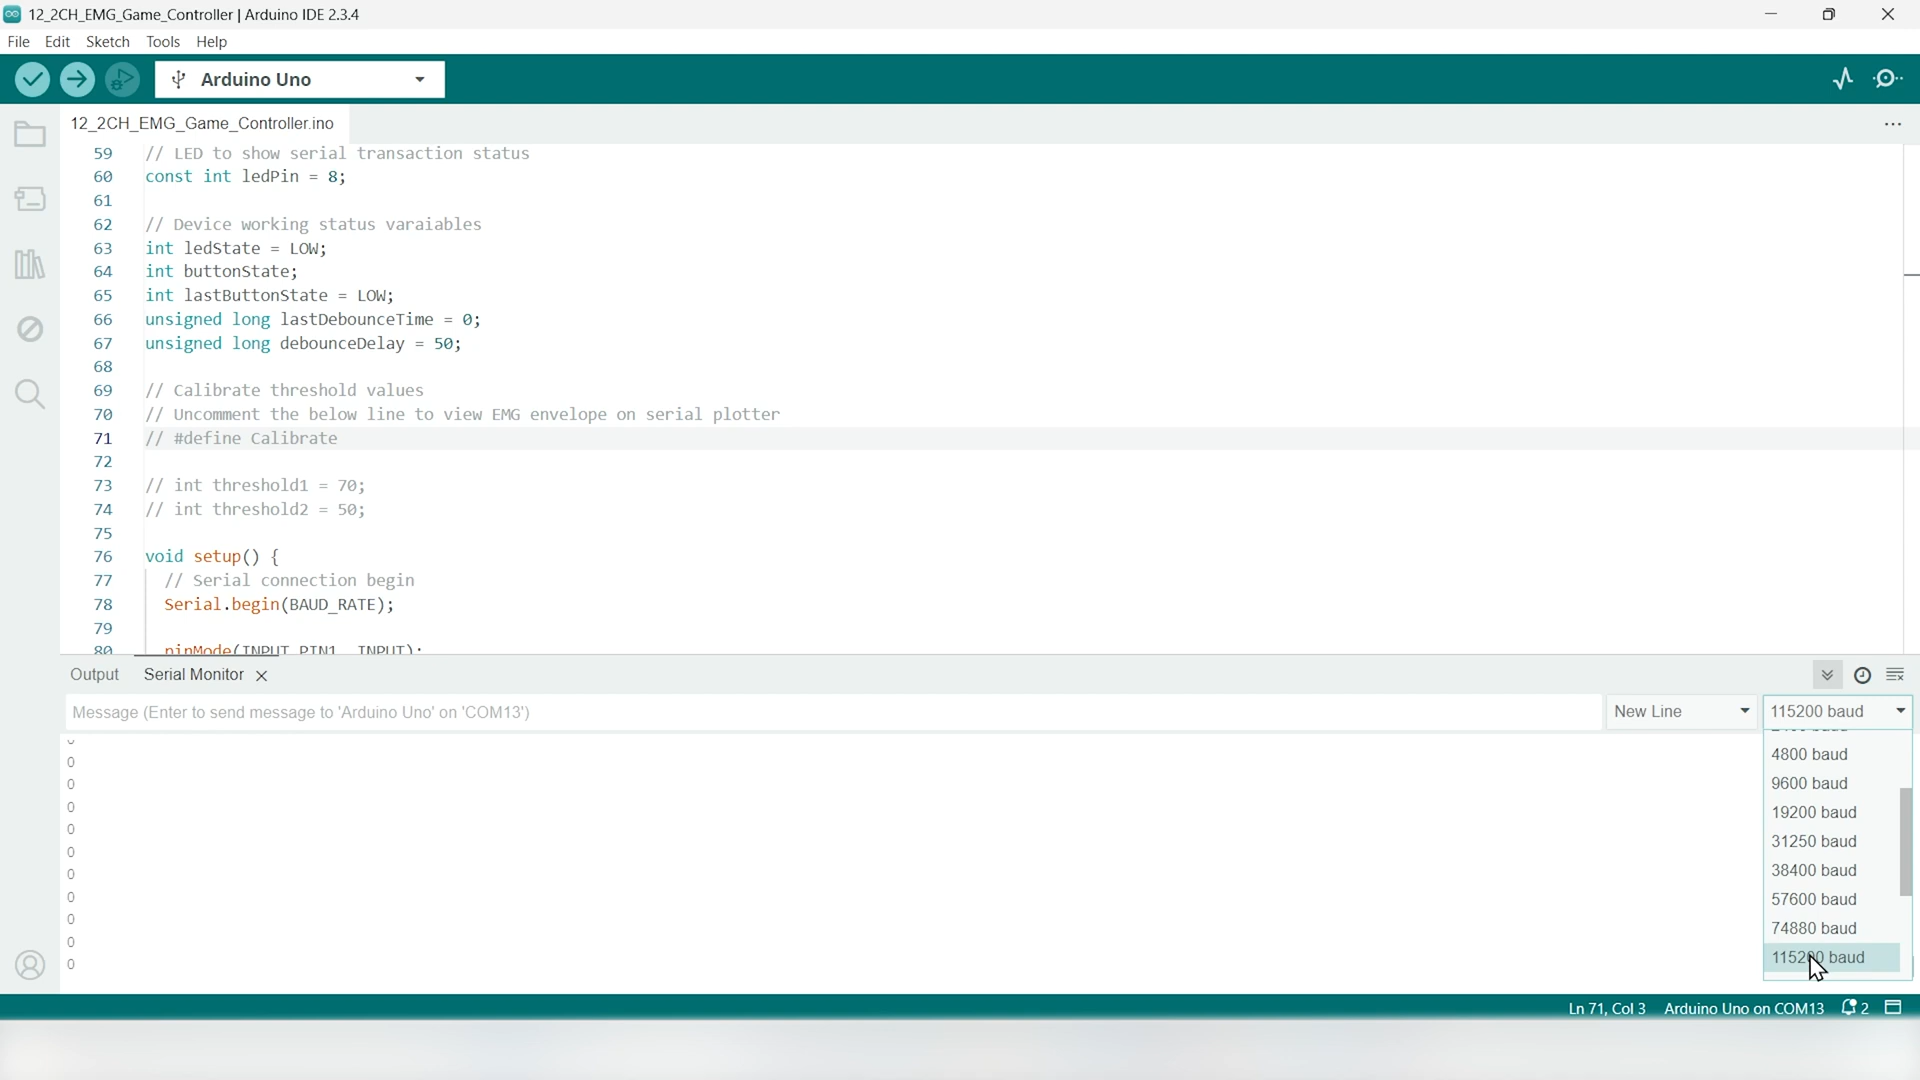 12_2CH_EMG_Game_Controller | Arduino IDE 2.3.4
File Edit Sketch Tools Help
Arduino Uno
12_2CH_EMG_Game_Controller.ino
59 // LED to show serial transaction status
60 const int ledPin = 8;
61
62 // Device working status varaiables
63 int ledState = LOW;
64 int buttonState;
65 int lastButtonState = LOW;
66 unsigned long lastDebounceTime = 0;
67 unsigned long debounceDelay = 50;
68
69 // Calibrate threshold values
70 // Uncomment the below line to view EMG envelope on serial plotter
71 // #define Calibrate
72
73 // int threshold1 = 70;
74 // int threshold2 = 50;
75
76 void setup() {
77 // Serial connection begin
78 Serial.begin(BAUD_RATE);
79
80 pinMode(INPUT_PIN1, INPUT);
Output Serial Monitor
Message (Enter to send message to 'Arduino Uno' on 'COM13') New Line 115200 baud
0
0
0
0
0
0
0
0
0
0
0
4800 baud
9600 baud
19200 baud
31250 baud
38400 baud
57600 baud
74880 baud
115200 baud
Ln 71, Col 3 Arduino Uno on COM13 2